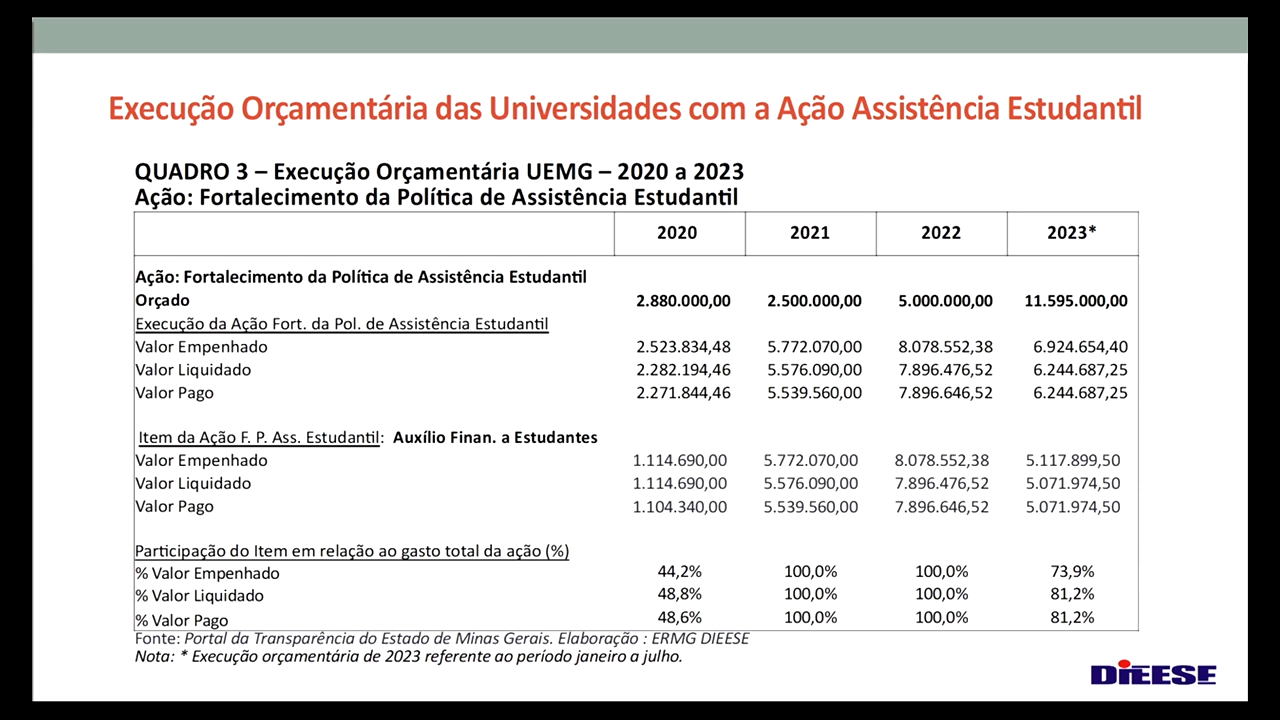 Execução Orçamentária das Universidades com a Ação Assistência Estudantil
QUADRO 3 – Execução Orçamentária UEMG – 2020 a 2023
Ação: Fortalecimento da Política de Assistência Estudantil
2020 2021 2022 2023*
Ação: Fortalecimento da Política de Assistência Estudantil
Orçado 2.880.000,00 2.500.000,00 5.000.000,00 11.595.000,00
Execução da Ação Fort. da Pol. de Assistência Estudantil
Valor Empenhado 2.523.834,48 5.772.070,00 8.078.552,38 6.924.654,40
Valor Liquidado 2.282.194,46 5.576.090,00 7.896.476,52 6.244.687,25
Valor Pago 2.271.844,46 5.539.560,00 7.896.646,52 6.244.687,25
Item da Ação F. P. Ass. Estudantil: Auxílio Finan. a Estudantes
Valor Empenhado 1.114.690,00 5.772.070,00 8.078.552,38 5.117.899,50
Valor Liquidado 1.114.690,00 5.576.090,00 7.896.476,52 5.071.974,50
Valor Pago 1.104.340,00 5.539.560,00 7.896.646,52 5.071.974,50
Participação do Item em relação ao gasto total da ação (%)
% Valor Empenhado 44,2% 100,0% 100,0% 73,9%
% Valor Liquidado 48,8% 100,0% 100,0% 81,2%
% Valor Pago 48,6% 100,0% 100,0% 81,2%
Fonte: Portal da Transparência do Estado de Minas Gerais. Elaboração : ERMG DIEESE
Nota: * Execução orçamentária de 2023 referente ao período janeiro a julho.
DIEESE